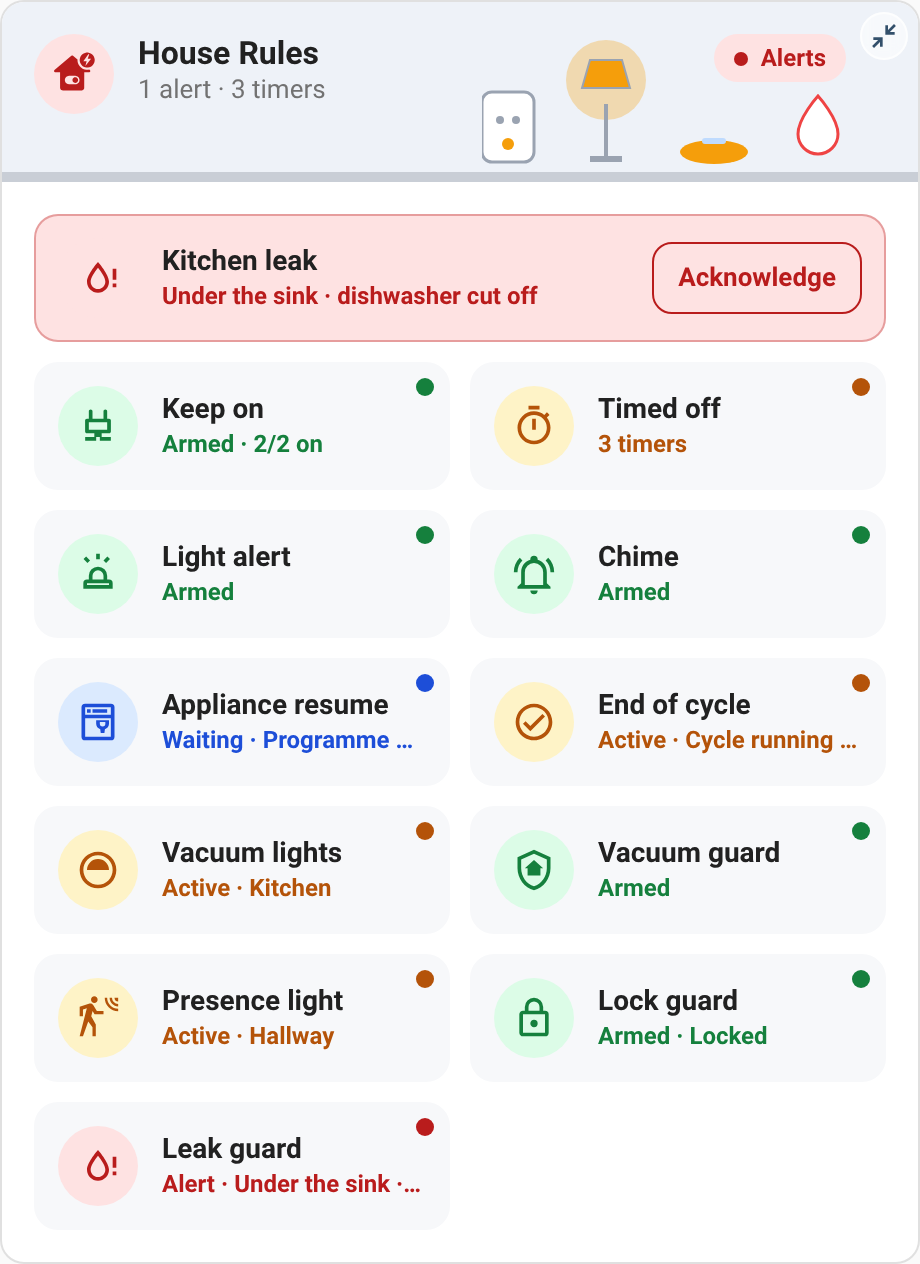 House Rules
1 alert · 3 timers
Alerts
Kitchen leak
Under the sink · dishwasher cut off
Acknowledge
Keep on
Armed · 2/2 on
Timed off
3 timers
Light alert
Armed
Chime
Armed
Appliance resume
Waiting · Programme ...
End of cycle
Active · Cycle running ...
Vacuum lights
Active · Kitchen
Vacuum guard
Armed
Presence light
Active · Hallway
Lock guard
Armed · Locked
Leak guard
Alert · Under the sink ·...